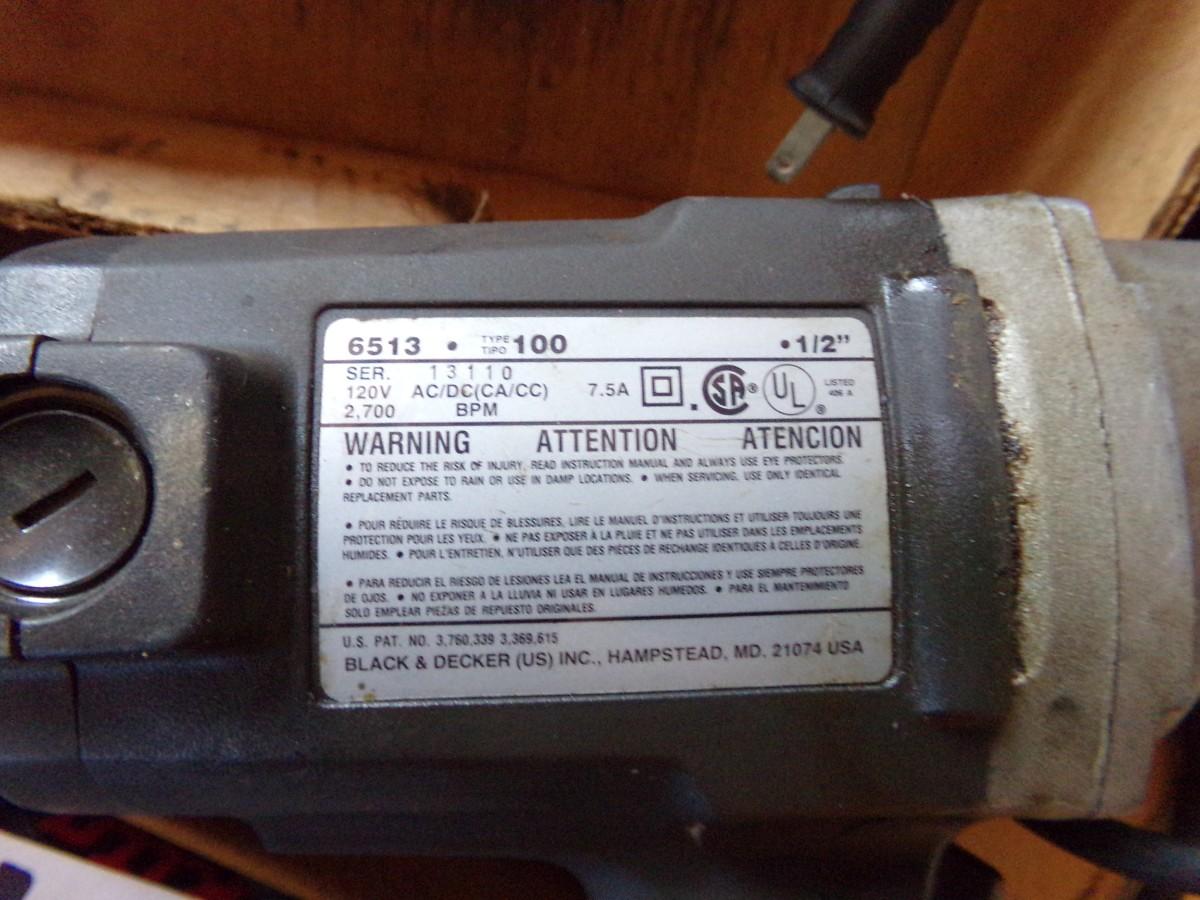 6513 • TYPE TIPO 100 • 1/2”
SER. 13110
120V AC/DC(CA/CC) 7.5A SA ® UL ® LISTED 406 A
2,700 BPM
WARNING ATTENTION ATENCION
• TO REDUCE THE RISK OF INJURY, READ INSTRUCTION MANUAL AND ALWAYS USE EYE PROTECTORS.
• DO NOT EXPOSE TO RAIN OR USE IN DAMP LOCATIONS. • WHEN SERVICING, USE ONLY IDENTICAL
REPLACEMENT PARTS.
• POUR RÉDUIRE LE RISQUE DE BLESSURES, LIRE LE MANUEL D'INSTRUCTIONS ET UTILISER TOUJOURS UNE
PROTECTION POUR LES YEUX. • NE PAS EXPOSER À LA PLUIE ET NE PAS UTILISER DANS LES EMPLACEMENTS
HUMIDES. • POUR L'ENTRETIEN, N'UTILISER QUE DES PIÈCES DE RECHANGE IDENTIQUES À CELLES D'ORIGINE.
• PARA REDUCIR EL RIESGO DE LESIONES LEA EL MANUAL DE INSTRUCCIONES Y USE SIEMPRE PROTECTORES
DE OJOS. • NO EXPONER A LA LLUVIA NI USAR EN LUGARES HUMEDOS. • PARA EL MANTENIMIENTO
SOLO EMPLEAR PIEZAS DE REPUESTO ORIGINALES.
U.S. PAT. NO. 3,760,339 3,369,615
BLACK & DECKER (US) INC., HAMPSTEAD, MD. 21074 USA